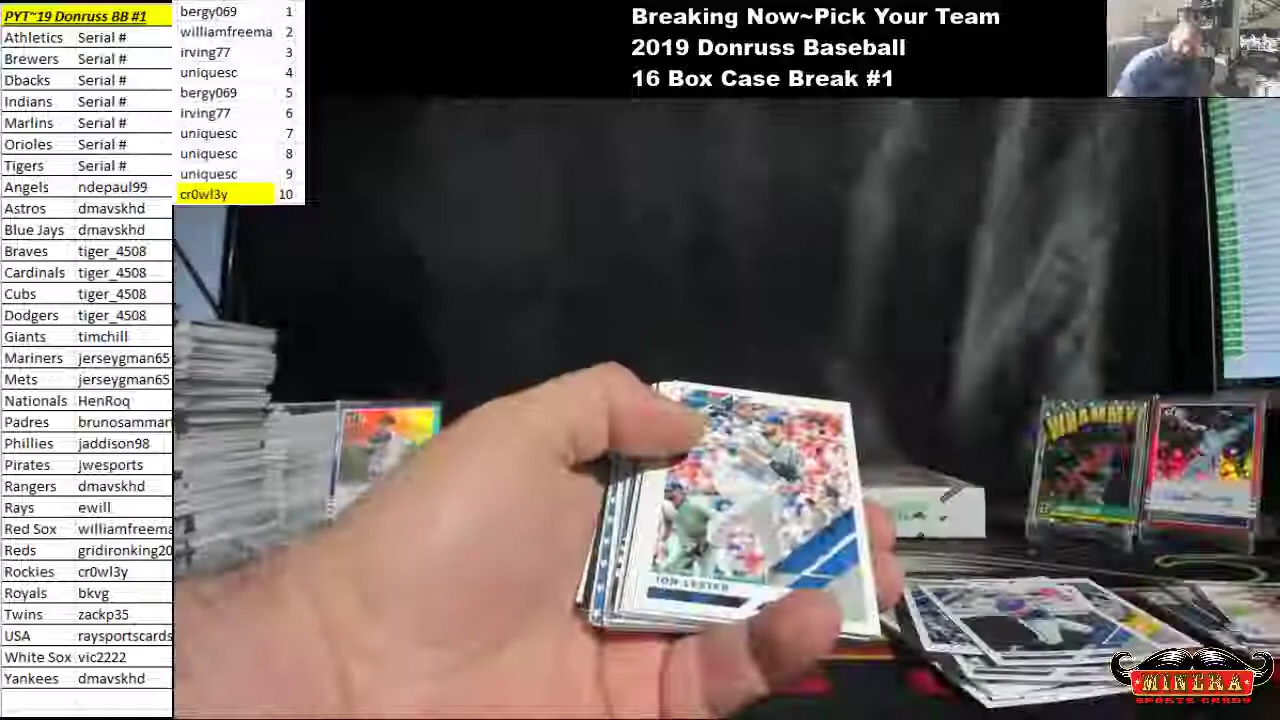 PYT~19 Donruss BB #1
Athletics Serial #
Brewers Serial #
Dbacks Serial #
Indians Serial #
Marlins Serial #
Orioles Serial #
Tigers Serial #
Angels ndepaul99
Astros dmavskhd
Blue Jays dmavskhd
Braves tiger_4508
Cardinals tiger_4508
Cubs tiger_4508
Dodgers tiger_4508
Giants timchill
Mariners jerseygman65
Mets jerseygman65
Nationals HenRoq
Padres brunosammar
Phillies jaddison98
Pirates jwesports
Rangers dmavskhd
Rays ewill
Red Sox williamfreema
Reds gridironking20
Rockies cr0wl3y
Royals bkvg
Twins zackp35
USA raysportscards
White Sox vic2222
Yankees dmavskhd
bergy069 1
williamfreema 2
irving77 3
uniquesc 4
bergy069 5
irving77 6
uniquesc 7
uniquesc 8
uniquesc 9
cr0wl3y 10
Breaking Now~Pick Your Team
2019 Donruss Baseball
16 Box Case Break #1
JON LESTER
WHAMMY
MINERA
SPORTS CARDS